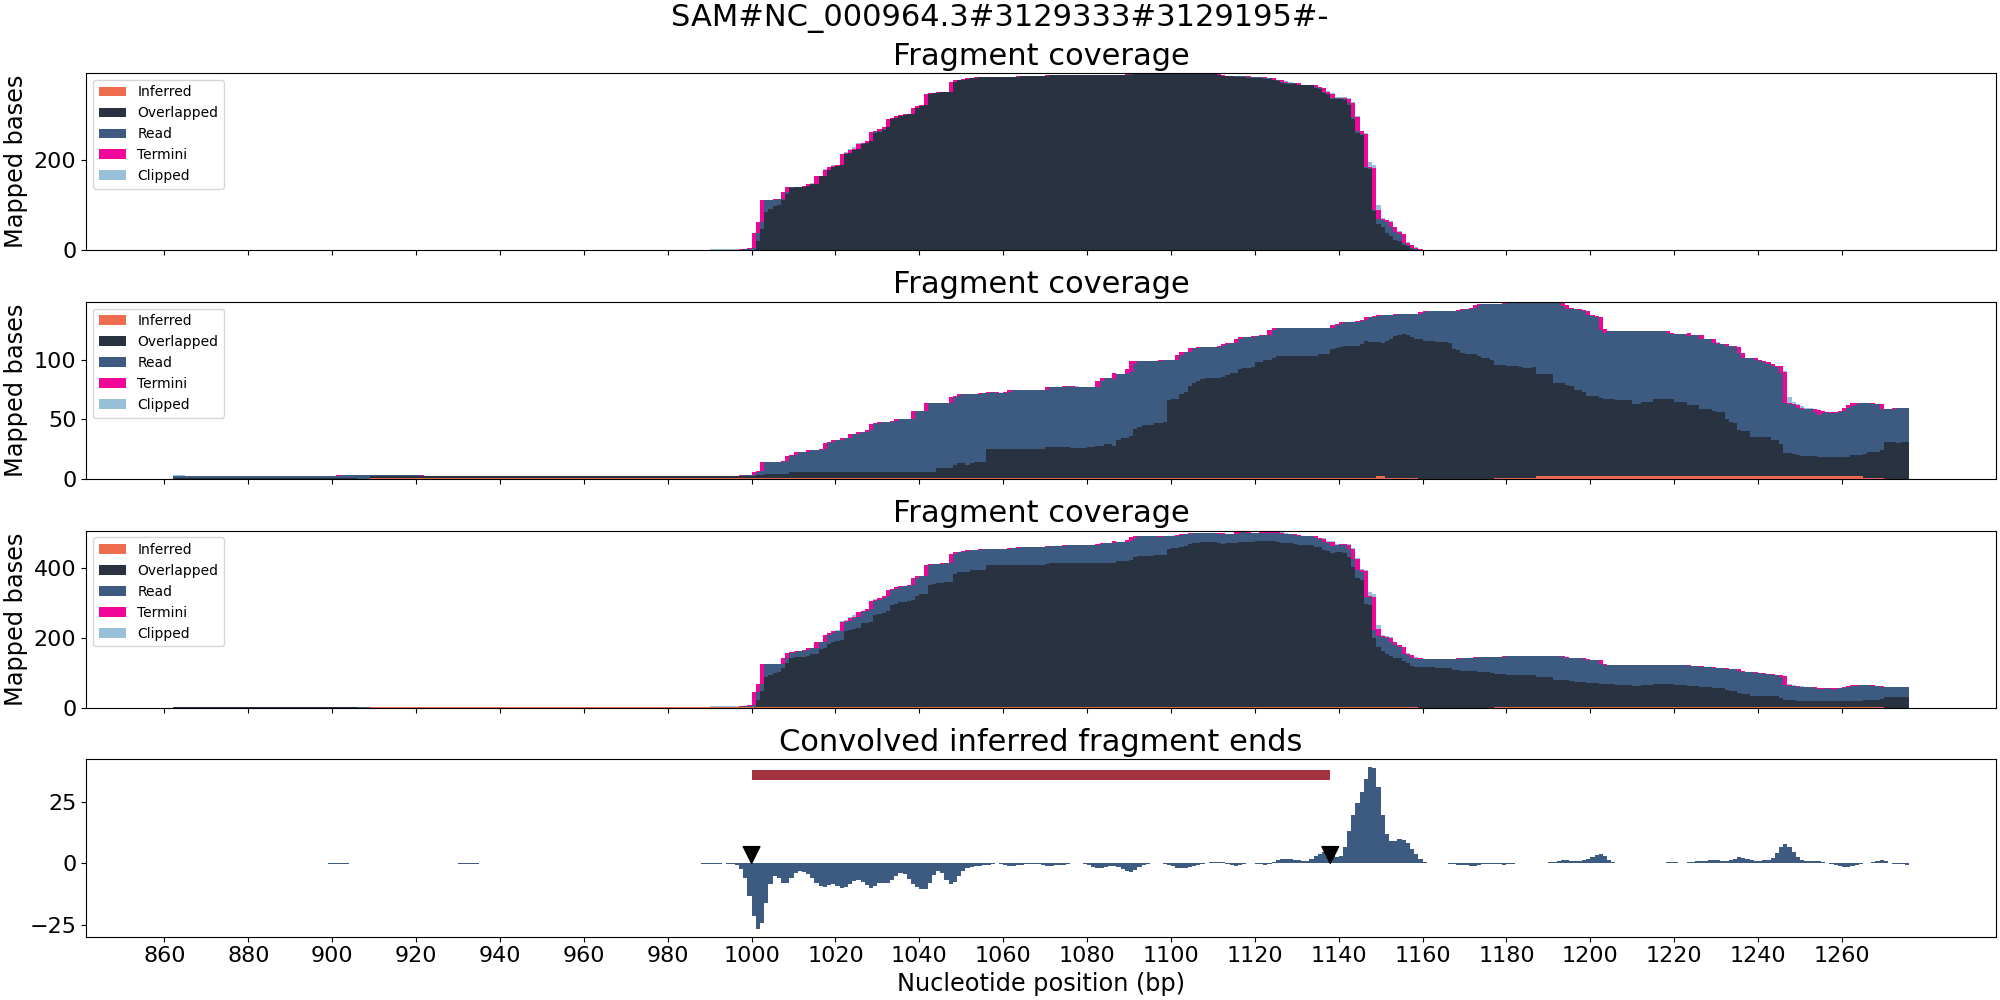 SAM#NC_000964.3#3129333#3129195#-
Fragment coverage
Mapped bases
200
0
Inferred
Overlapped
Read
Termini
Clipped
Fragment coverage
Mapped bases
100
50
0
Inferred
Overlapped
Read
Termini
Clipped
Fragment coverage
Mapped bases
400
200
0
Inferred
Overlapped
Read
Termini
Clipped
Convolved inferred fragment ends
25
0
−25
860 880 900 920 940 960 980 1000 1020 1040 1060 1080 1100 1120 1140 1160 1180 1200 1220 1240 1260
Nucleotide position (bp)